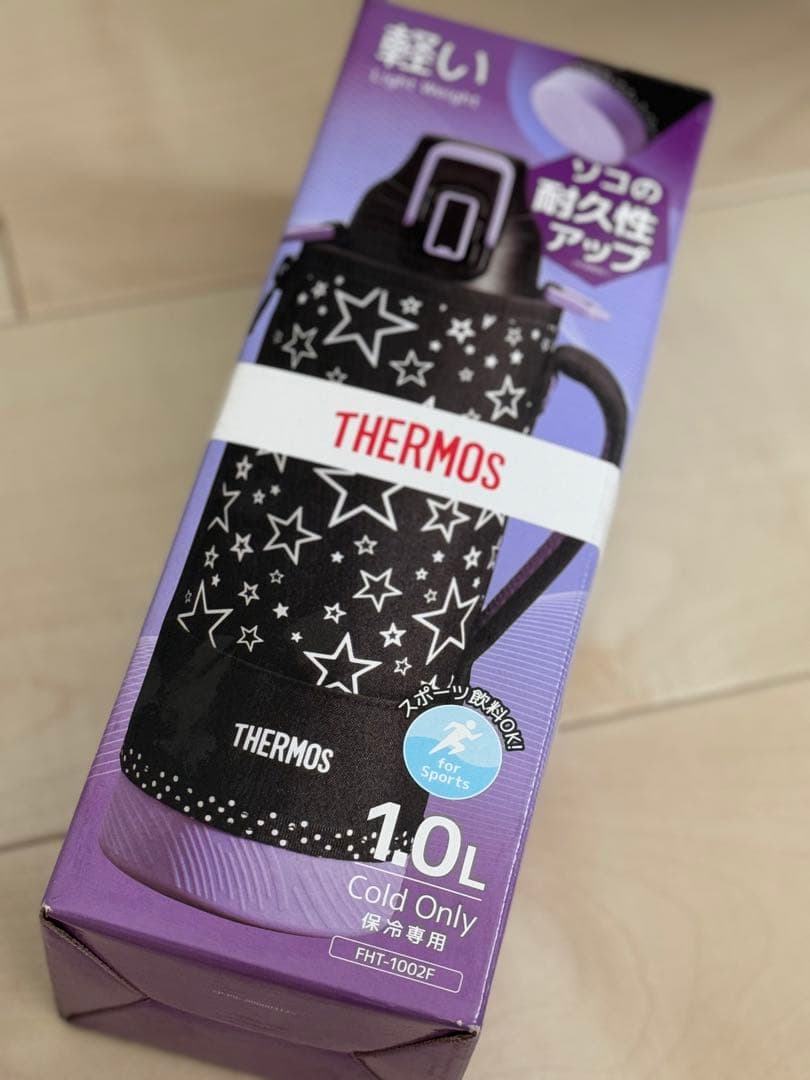 軽い
Light Weight
ソコの
耐久性
アップ
THERMOS
THERMOS
スポーツ飲料OK!
for
Sports
1.0L
Cold Only
保冷専用
FHT-1002F